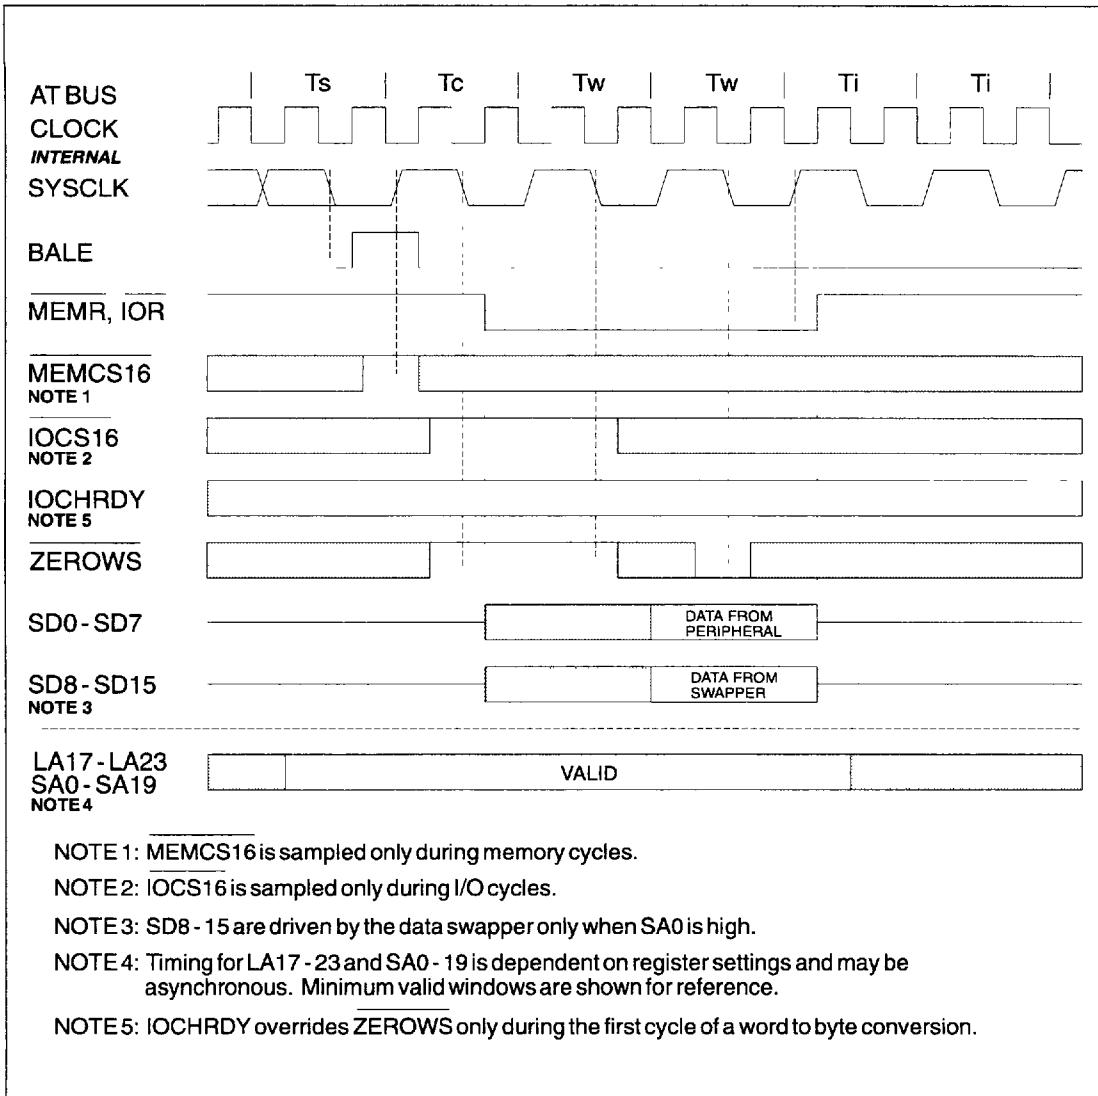 Ts Tc Tw Tw Ti Ti
AT BUS
CLOCK
INTERNAL
SYSCLK
BALE
MEMR, IOR
MEMCS16
NOTE 1
IOCS16
NOTE 2
IOCHRDY
NOTE 5
ZEROWS
SD0 - SD7
DATA FROM
PERIPHERAL
SD8 - SD15
NOTE 3
DATA FROM
SWAPPER
LA17 - LA23
SA0 - SA19
NOTE 4
VALID
NOTE 1: MEMCS16 is sampled only during memory cycles.
NOTE 2: IOCS16 is sampled only during I/O cycles.
NOTE 3: SD8 - 15 are driven by the data swapper only when SA0 is high.
NOTE 4: Timing for LA17 - 23 and SA0 - 19 is dependent on register settings and may be
asynchronous. Minimum valid windows are shown for reference.
NOTE 5: IOCHRDY overrides ZEROWS only during the first cycle of a word to byte conversion.